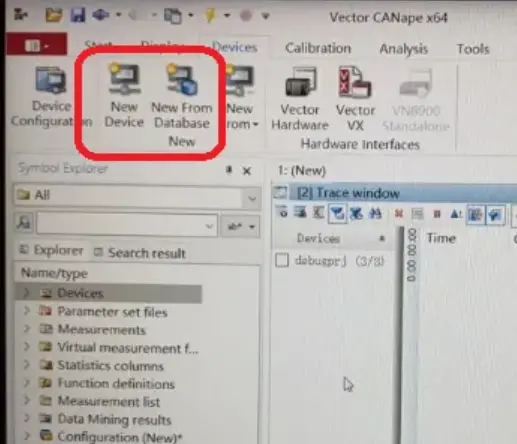 Vector CANape x64
Start Display Devices Calibration Analysis Tools
Device Configuration
New Device
New From Database
New
Vector Hardware
Vector VX
VN8900 Standalone
New
Hardware Interfaces
Symbol Explorer
1: (New)
All
[2] Trace window
Devices
Time
Explorer
Search result
debugprj (3/3)
Name/type
Devices
Parameter set files
Measurements
Virtual measurement f...
Statistics columns
Function definitions
Measurement list
Data Mining results
Configuration (New)*